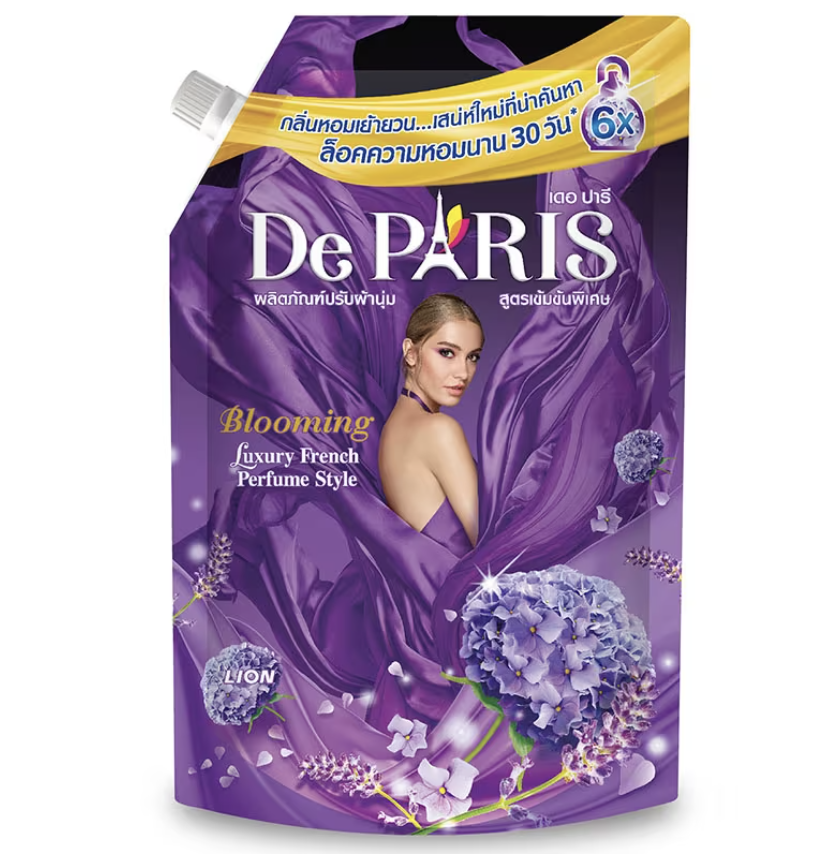 กลิ่นหอมเย้ายวน...เสน่ห์ใหม่ที่น่าค้นหา
ล็อคความหอมนาน 30 วัน*
6x
เดอ ปารี
De PARIS
ผลิตภัณฑ์ปรับผ้านุ่ม
สูตรเข้มข้นพิเศษ
Blooming
Luxury French
Perfume Style
LION